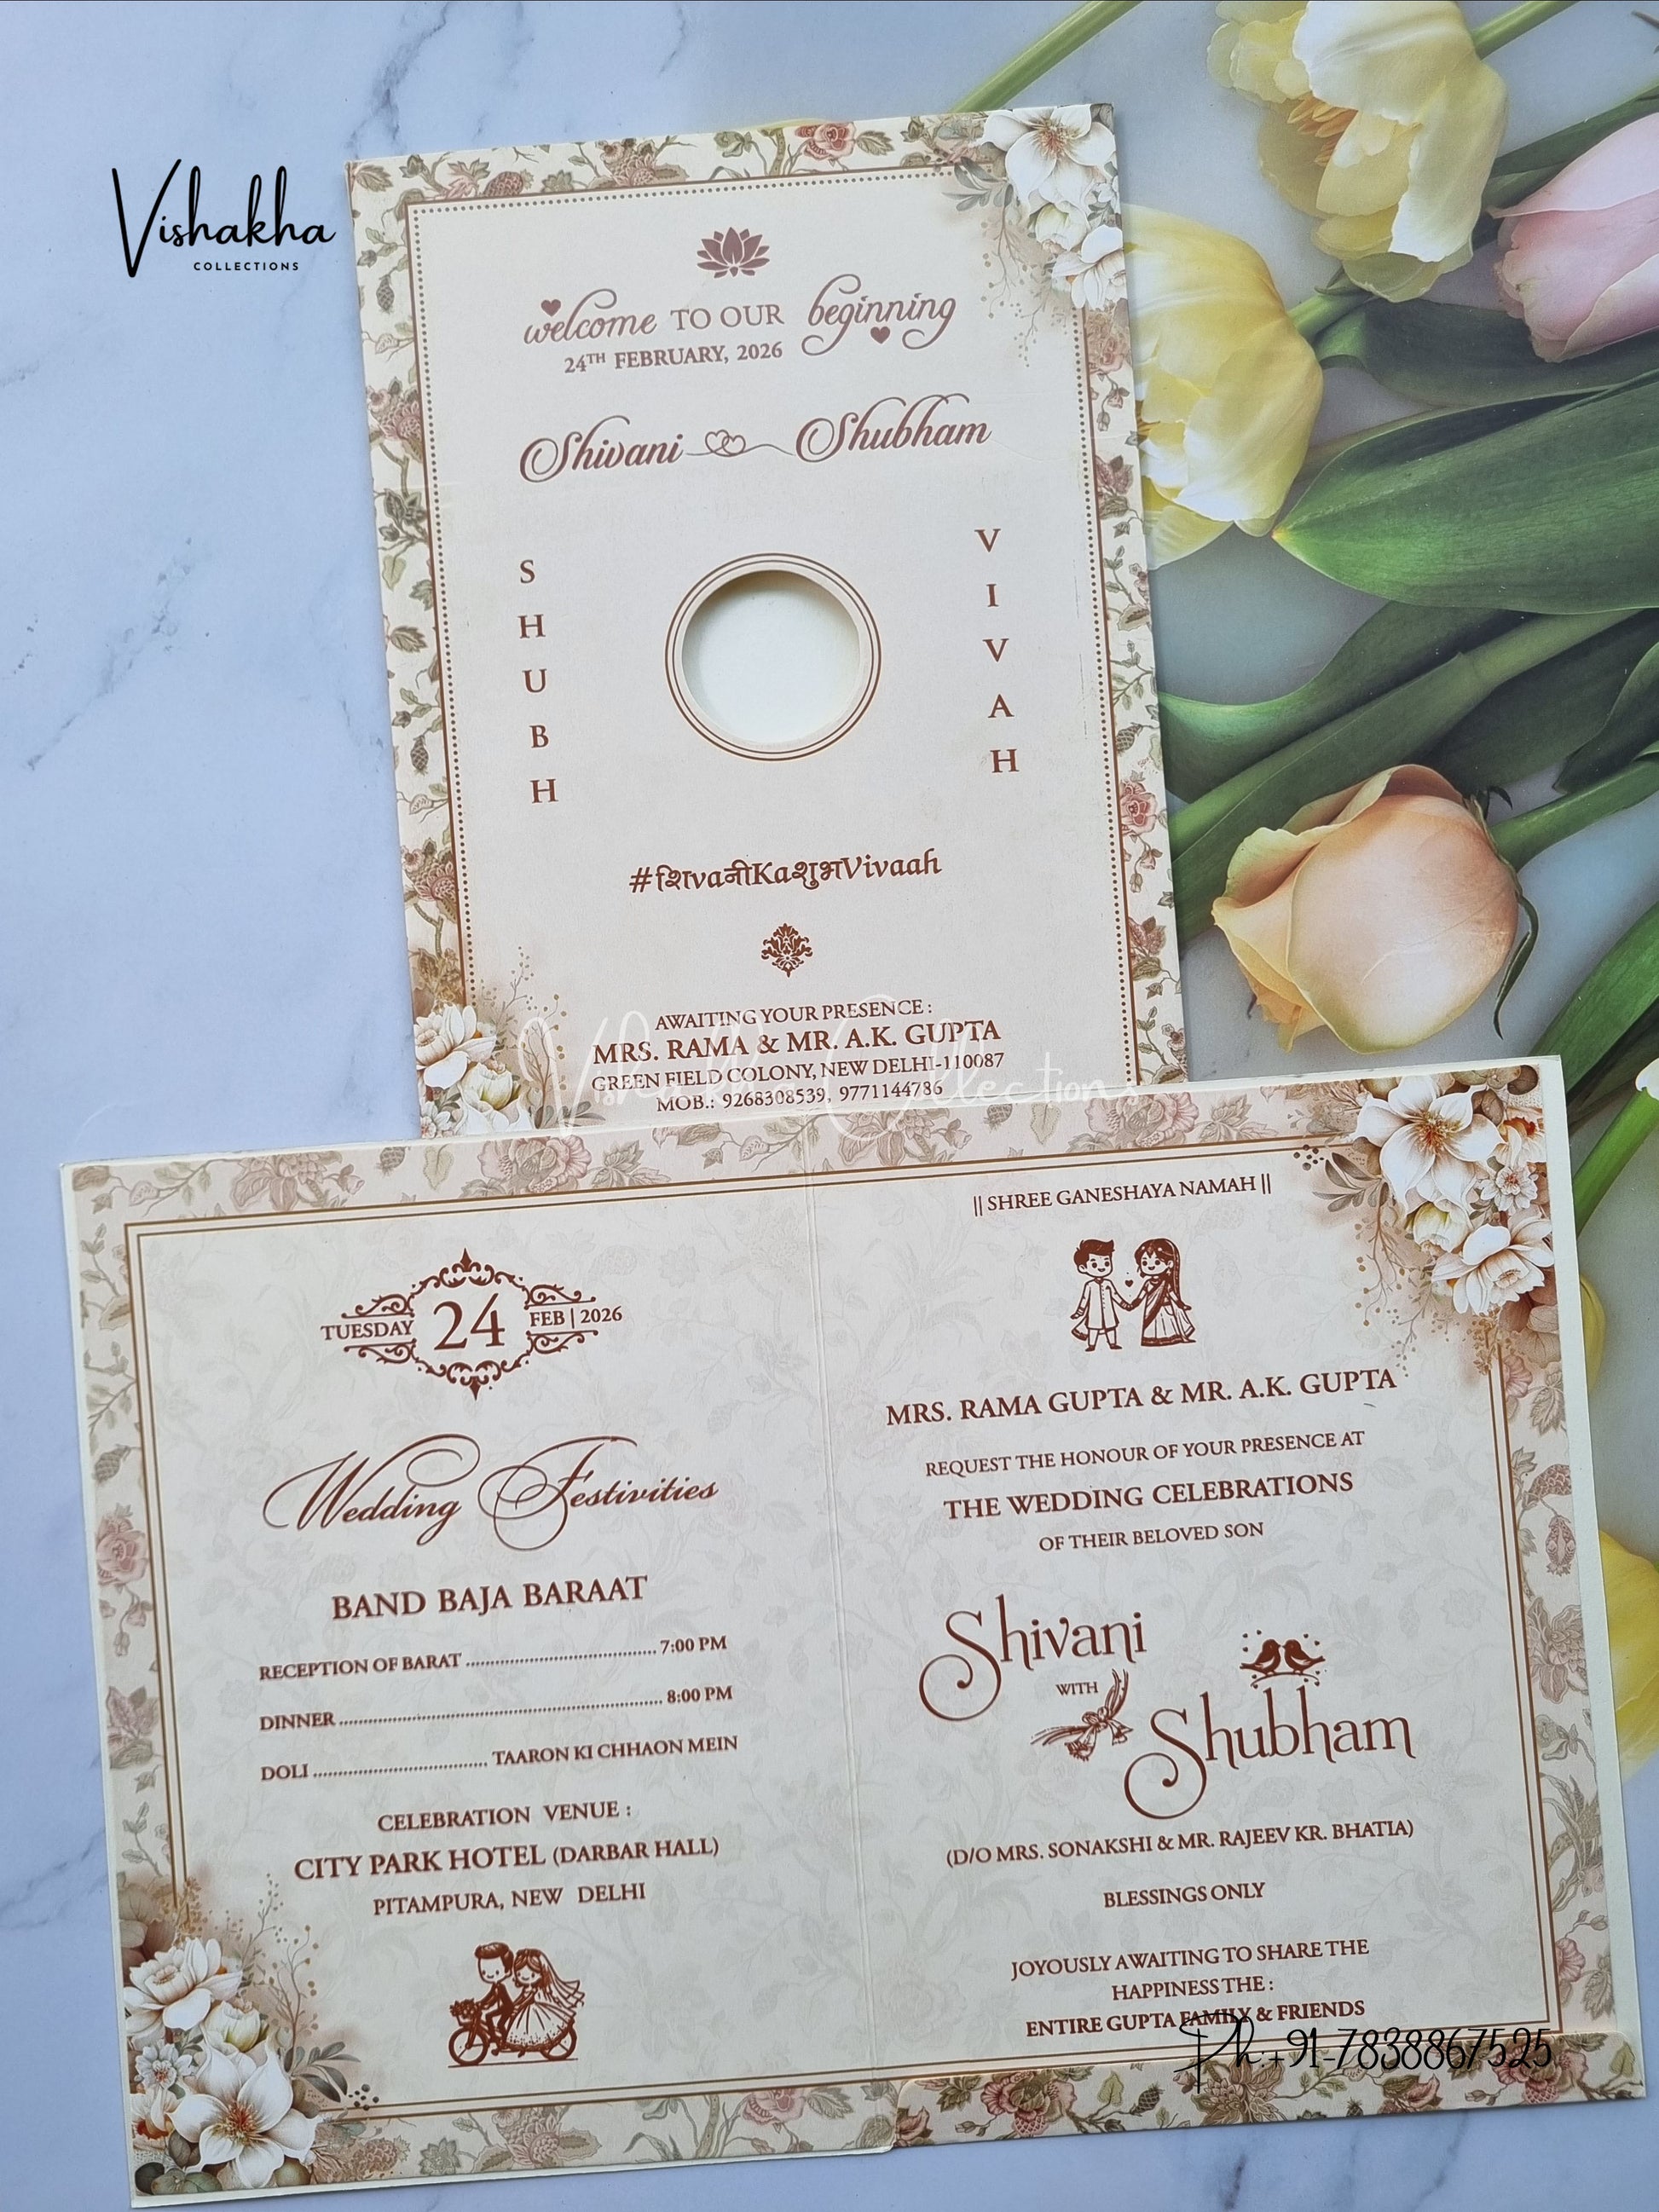 Vishakha
COLLECTIONS
welcome TO OUR beginning
24TH FEBRUARY, 2026
Shivani Shubham
SHUBH
VIVAH
#शिvaनीKaशुभVivaah
AWAITING YOUR PRESENCE :
MRS. RAMA & MR. A.K. GUPTA
GREEN FIELD COLONY, NEW DELHI-110087
MOB.: 9268308539, 9771144786
Vishakha Collections
TUESDAY 24 FEB | 2026
Wedding Festivities
BAND BAJA BARAAT
RECEPTION OF BARAT ........................................ 7:00 PM
DINNER ........................................ 8:00 PM
DOLI ........................................ TAARON KI CHHAON MEIN
CELEBRATION VENUE :
CITY PARK HOTEL (DARBAR HALL)
PITAMPURA, NEW DELHI
|| SHREE GANESHAYA NAMAH ||
MRS. RAMA GUPTA & MR. A.K. GUPTA
REQUEST THE HONOUR OF YOUR PRESENCE AT
THE WEDDING CELEBRATIONS
OF THEIR BELOVED SON
Shivani
WITH
Shubham
(D/O MRS. SONAKSHI & MR. RAJEEV KR. BHATIA)
BLESSINGS ONLY
JOYOUSLY AWAITING TO SHARE THE
HAPPINESS THE :
ENTIRE GUPTA FAMILY & FRIENDS
Ph:+91-7838867525